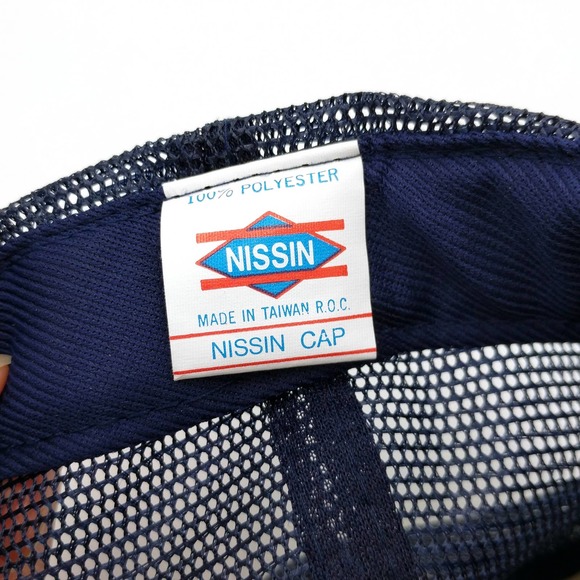 100% POLYESTER
NISSIN
MADE IN TAIWAN R.O.C.
NISSIN CAP